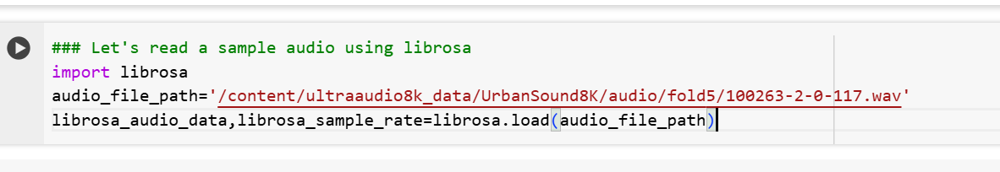 ### Let's read a sample audio using librosa
import librosa
audio_file_path='/content/ultraaudio8k_data/UrbanSound8K/audio/fold5/100263-2-0-117.wav'
librosa_audio_data,librosa_sample_rate=librosa.load(audio_file_path)